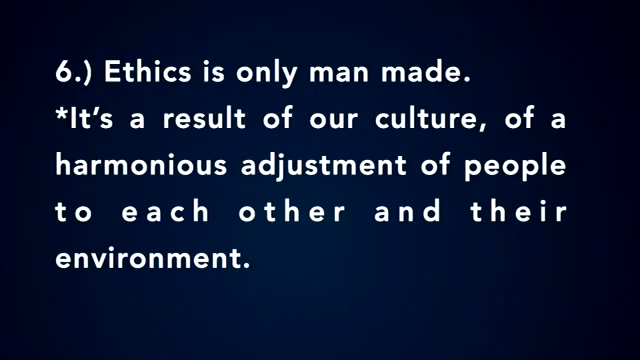 6.) Ethics is only man made.
*It’s a result of our culture, of a
harmonious adjustment of people
to each other and their
environment.